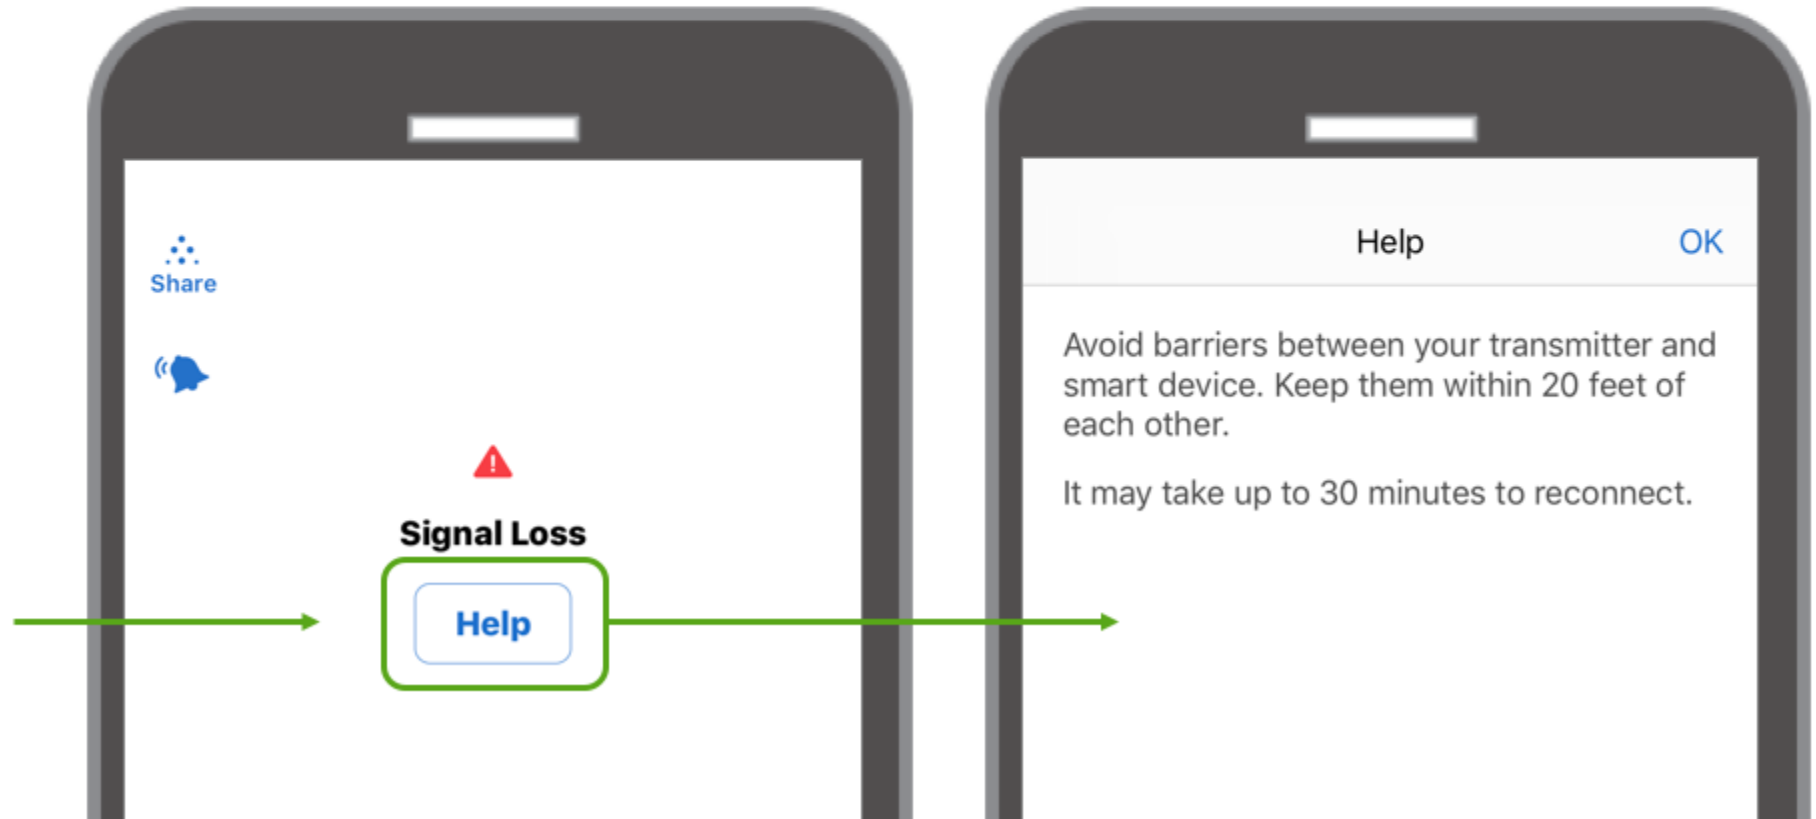 Share
Signal Loss
Help
Help
OK
Avoid barriers between your transmitter and
smart device. Keep them within 20 feet of
each other.
It may take up to 30 minutes to reconnect.